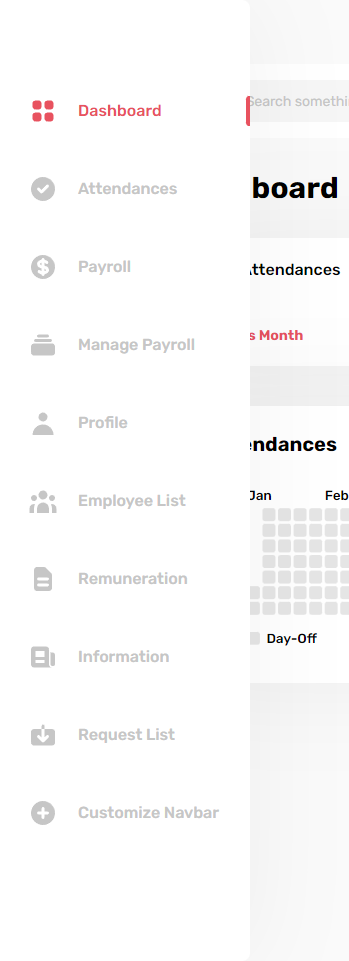 Dashboard
Search somethi
Attendances
board
Payroll
Attendances
Manage Payroll
s Month
Profile
endances
Employee List
Jan
Feb
Remuneration
Day-Off
Information
Request List
Customize Navbar